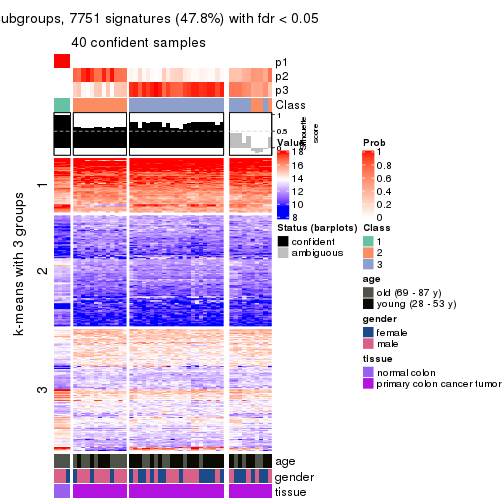 ubgroups, 7751 signatures (47.8%) with fdr < 0.05
40 confident samples
p1
p2
p3
Class
1
0.5
0
silhouette
score
k-means with 3 groups
1
2
3
Value
18
16
14
12
10
8
Prob
1
0.8
0.6
0.4
0.2
0
Status (barplots)
confident
ambiguous
Class
1
2
3
age
old (69 - 87 y)
young (28 - 53 y)
gender
female
male
tissue
normal colon
primary colon cancer tumor
age
gender
tissue